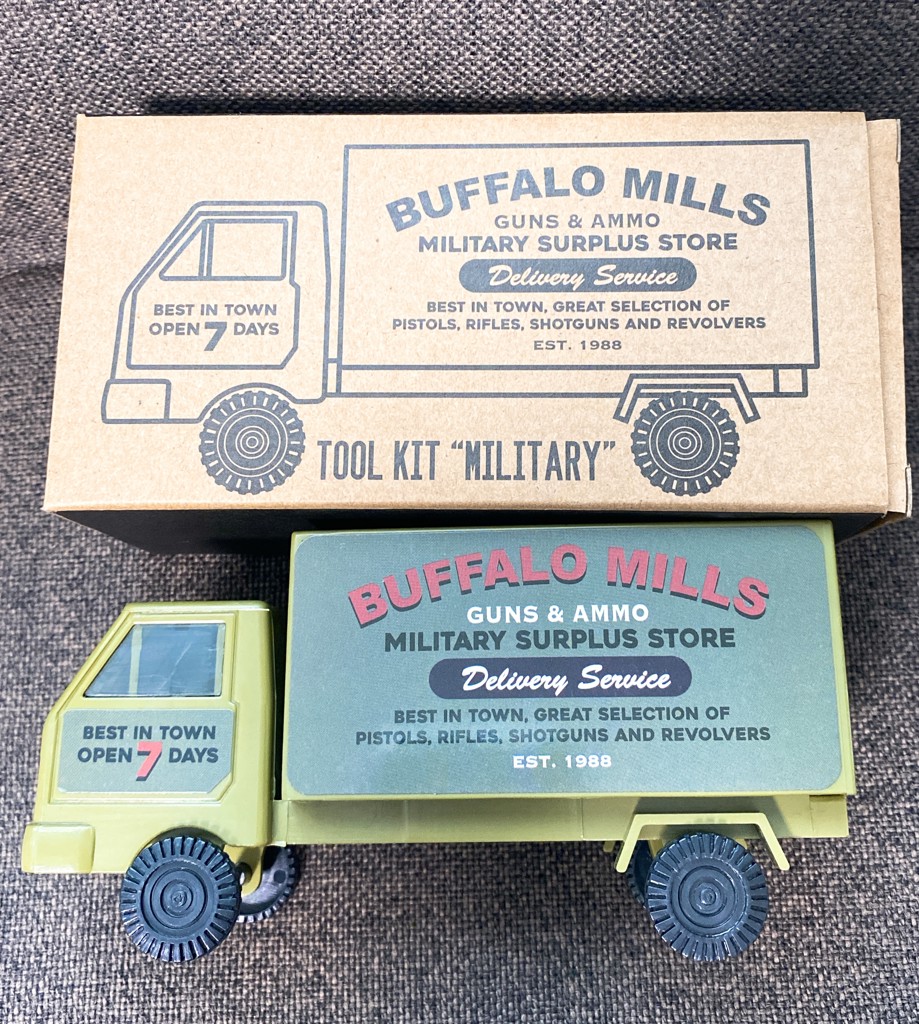 BUFFALO MILLS
GUNS & AMMO
MILITARY SURPLUS STORE
Delivery Service
BEST IN TOWN, GREAT SELECTION OF
PISTOLS, RIFLES, SHOTGUNS AND REVOLVERS
EST. 1988
BEST IN TOWN
OPEN 7 DAYS
TOOL KIT "MILITARY"
BUFFALO MILLS
GUNS & AMMO
MILITARY SURPLUS STORE
Delivery Service
BEST IN TOWN, GREAT SELECTION OF
PISTOLS, RIFLES, SHOTGUNS AND REVOLVERS
EST. 1988
BEST IN TOWN
OPEN 7 DAYS